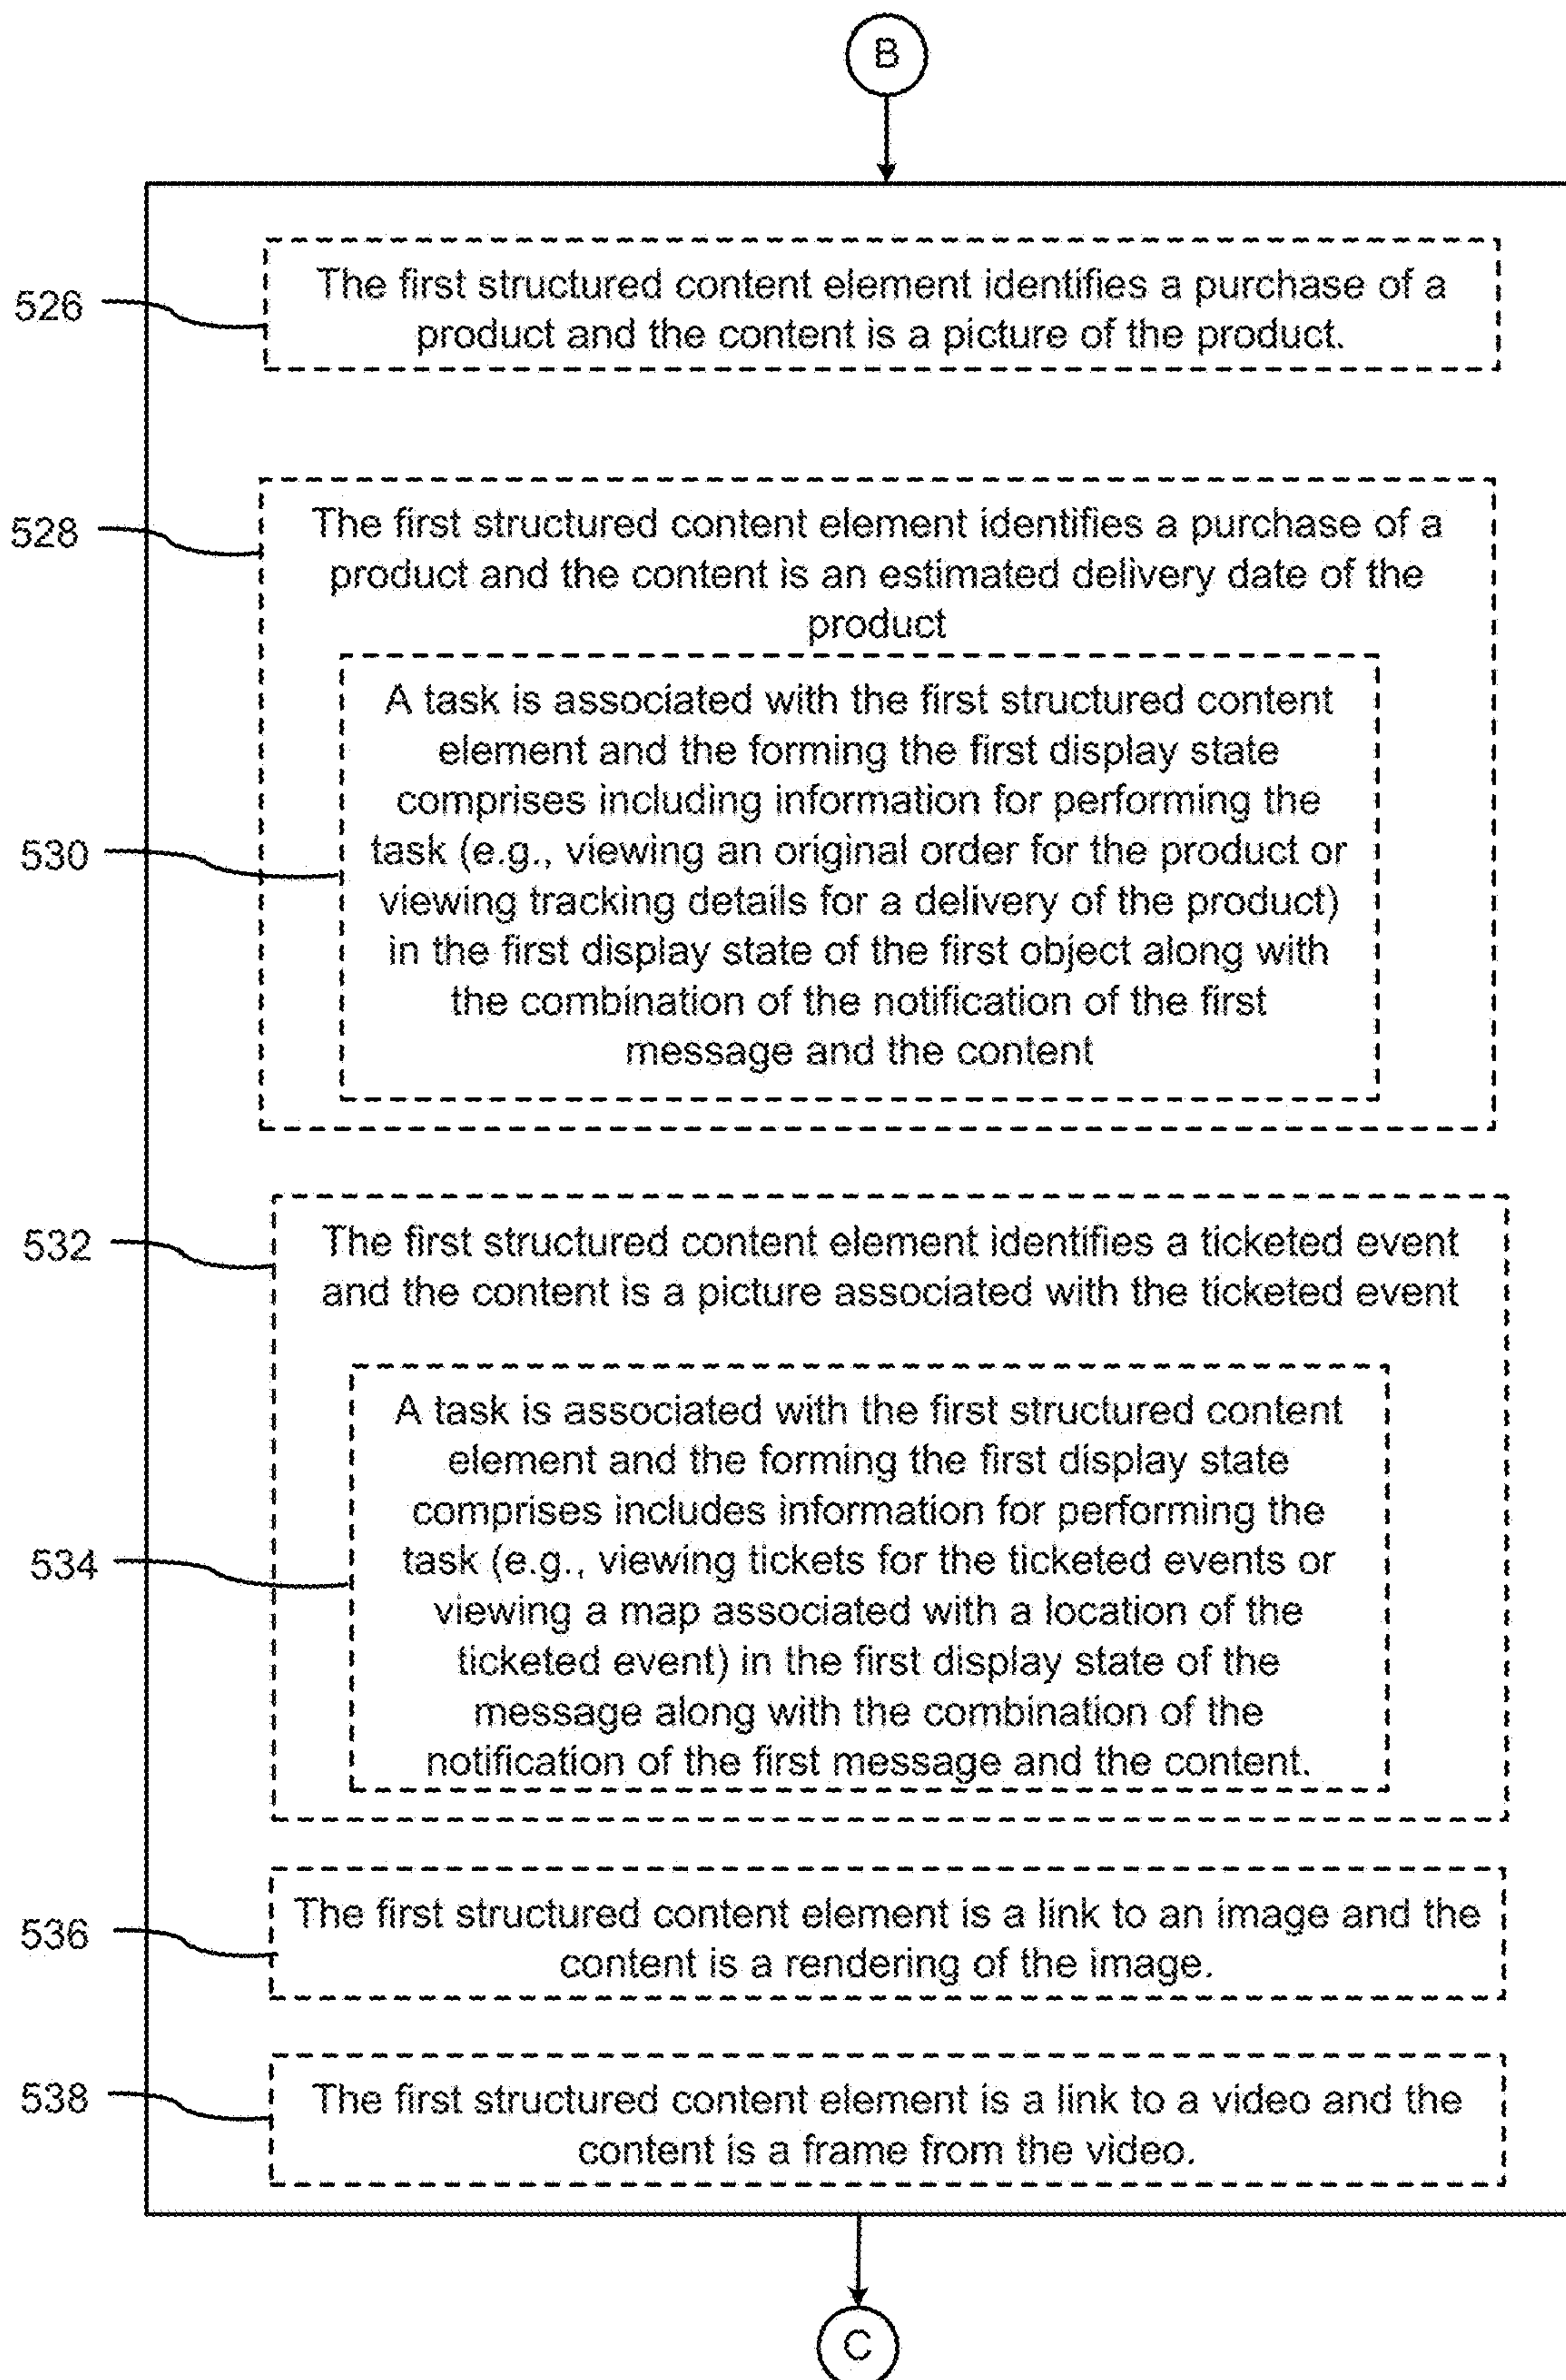 B
526
The first structured content element identifies a purchase of a
product and the content is a picture of the product.
528
The first structured content element identifies a purchase of a
product and the content is an estimated delivery date of the
product
530
A task is associated with the first structured content
element and the forming the first display state
comprises including information for performing the
task (e.g., viewing an original order for the product or
viewing tracking details for a delivery of the product)
in the first display state of the first object along with
the combination of the notification of the first
message and the content
532
The first structured content element identifies a ticketed event
and the content is a picture associated with the ticketed event
534
A task is associated with the first structured content
element and the forming the first display state
comprises includes information for performing the
task (e.g., viewing tickets for the ticketed events or
viewing a map associated with a location of the
ticketed event) in the first display state of the
message along with the combination of the
notification of the first message and the content.
536
The first structured content element is a link to an image and the
content is a rendering of the image.
538
The first structured content element is a link to a video and the
content is a frame from the video.
C